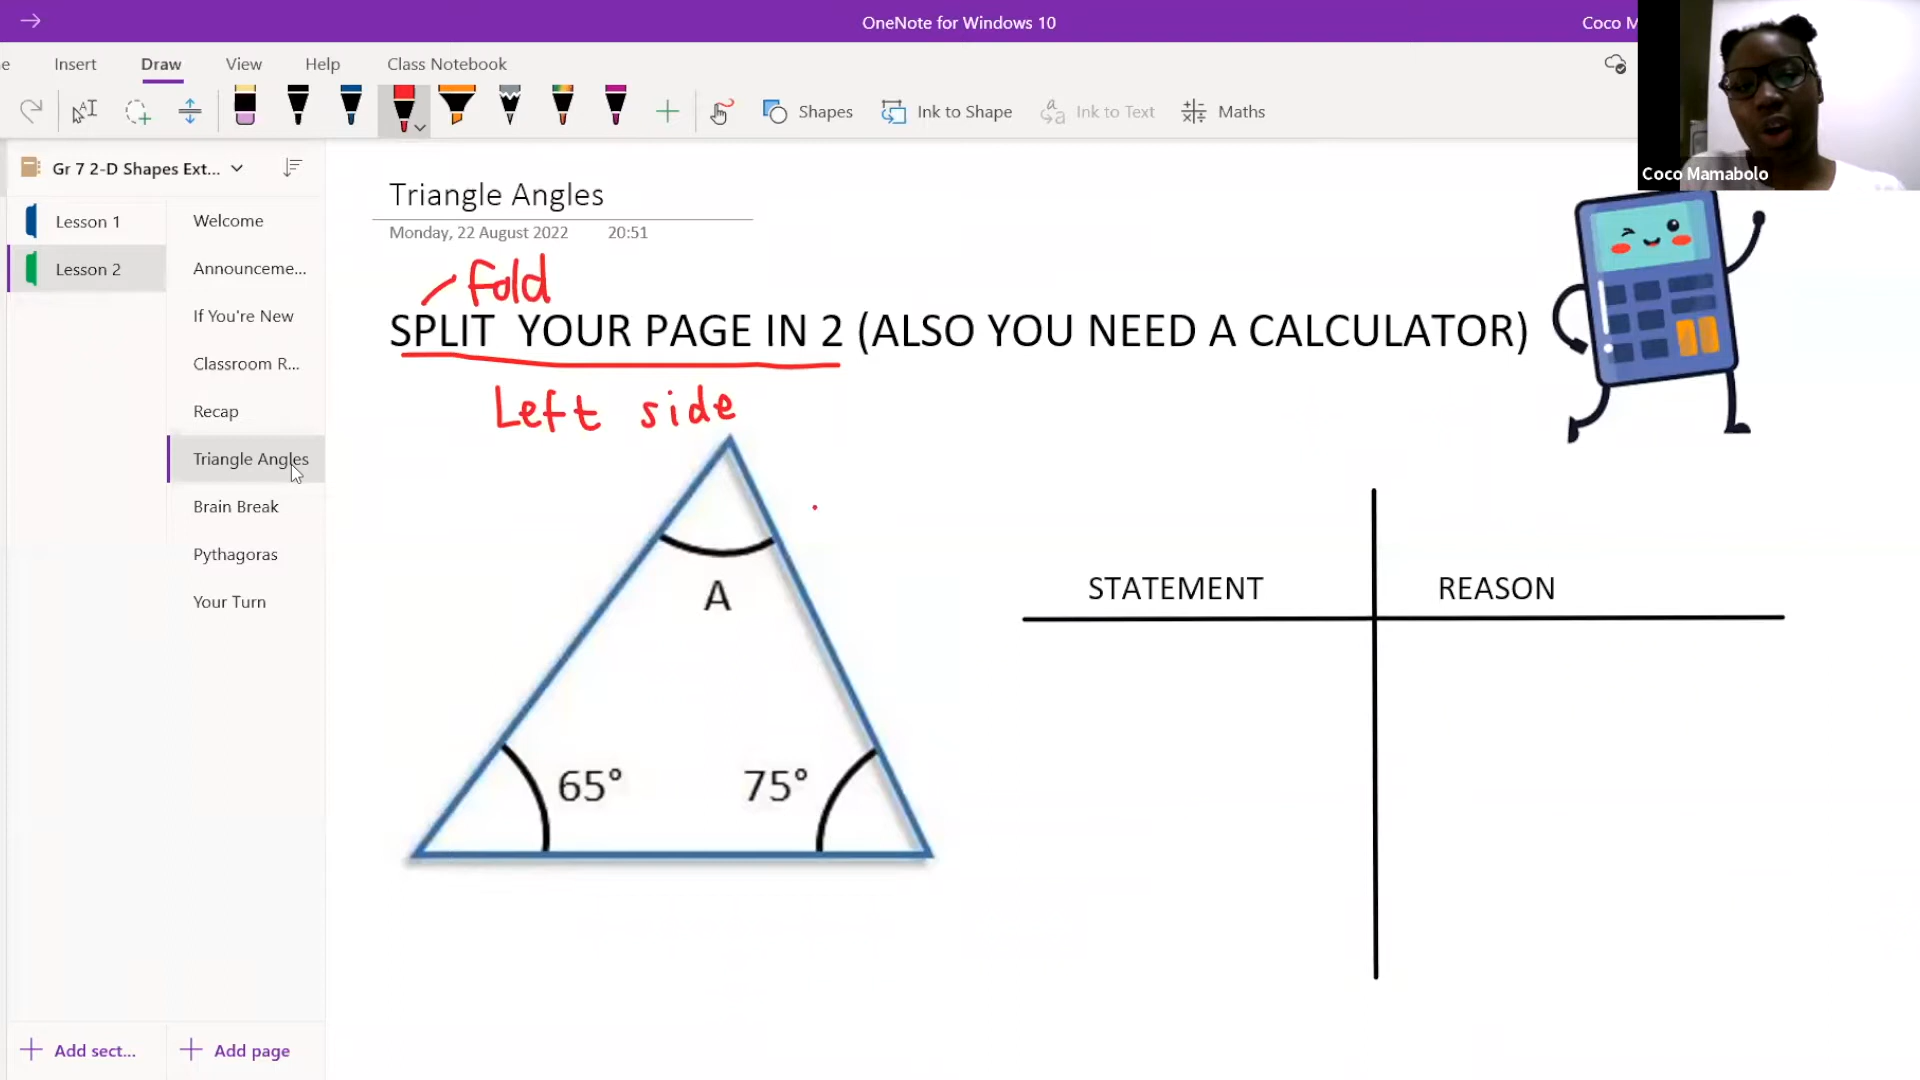 OneNote for Windows 10
Coco M
e
Insert
Draw
View
Help
Class Notebook
Shapes
Ink to Shape
Ink to Text
Maths
Coco Mamabolo
Gr 7 2-D Shapes Ext...
Lesson 1
Lesson 2
Welcome
Announceme...
If You're New
Classroom R...
Recap
Triangle Angles
Brain Break
Pythagoras
Your Turn
Add sect...
Add page
Triangle Angles
Monday, 22 August 2022 20:51
fold
SPLIT YOUR PAGE IN 2 (ALSO YOU NEED A CALCULATOR)
Left side
A
65°
75°
STATEMENT
REASON